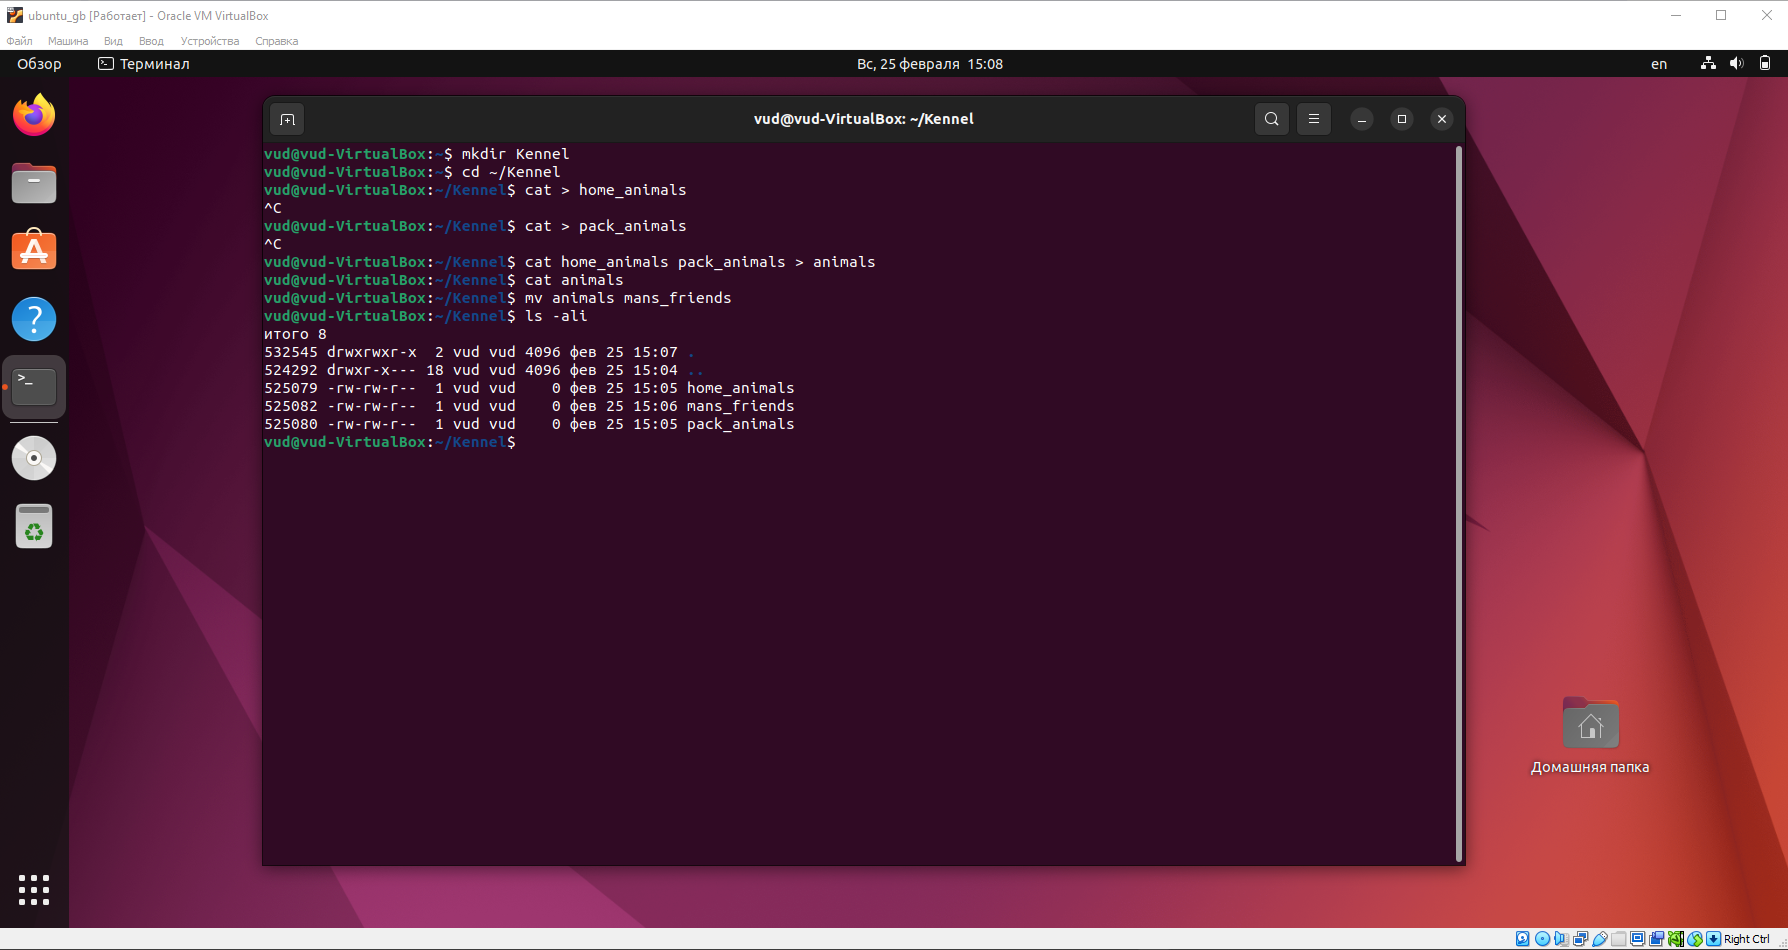 ubuntu_gb [Работает] - Oracle VM VirtualBox
Файл Машина Вид Ввод Устройства Справка
Обзор Терминал Вс, 25 февраля 15:08 en
vud@vud-VirtualBox: ~/Kennel
vud@vud-VirtualBox:~$ mkdir Kennel
vud@vud-VirtualBox:~$ cd ~/Kennel
vud@vud-VirtualBox:~/Kennel$ cat > home_animals
^C
vud@vud-VirtualBox:~/Kennel$ cat > pack_animals
^C
vud@vud-VirtualBox:~/Kennel$ cat home_animals pack_animals > animals
vud@vud-VirtualBox:~/Kennel$ cat animals
vud@vud-VirtualBox:~/Kennel$ mv animals mans_friends
vud@vud-VirtualBox:~/Kennel$ ls -ali
итого 8
532545 drwxrwxr-x  2 vud vud 4096 фев 25 15:07 .
524292 drwxr-x--- 18 vud vud 4096 фев 25 15:04 ..
525079 -rw-rw-r--  1 vud vud    0 фев 25 15:05 home_animals
525082 -rw-rw-r--  1 vud vud    0 фев 25 15:06 mans_friends
525080 -rw-rw-r--  1 vud vud    0 фев 25 15:05 pack_animals
vud@vud-VirtualBox:~/Kennel$
Домашняя папка
Right Ctrl